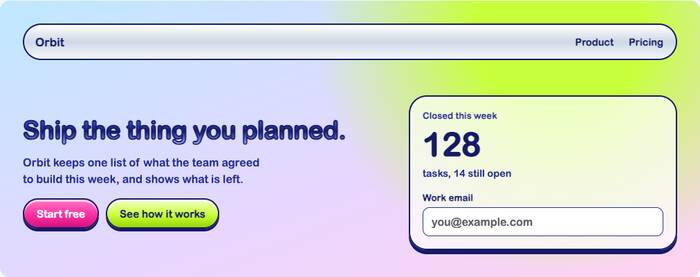 Orbit
Product Pricing
Ship the thing you planned.
Orbit keeps one list of what the team agreed
to build this week, and shows what is left.
Start free
See how it works
Closed this week
128
tasks, 14 still open
Work email
you@example.com